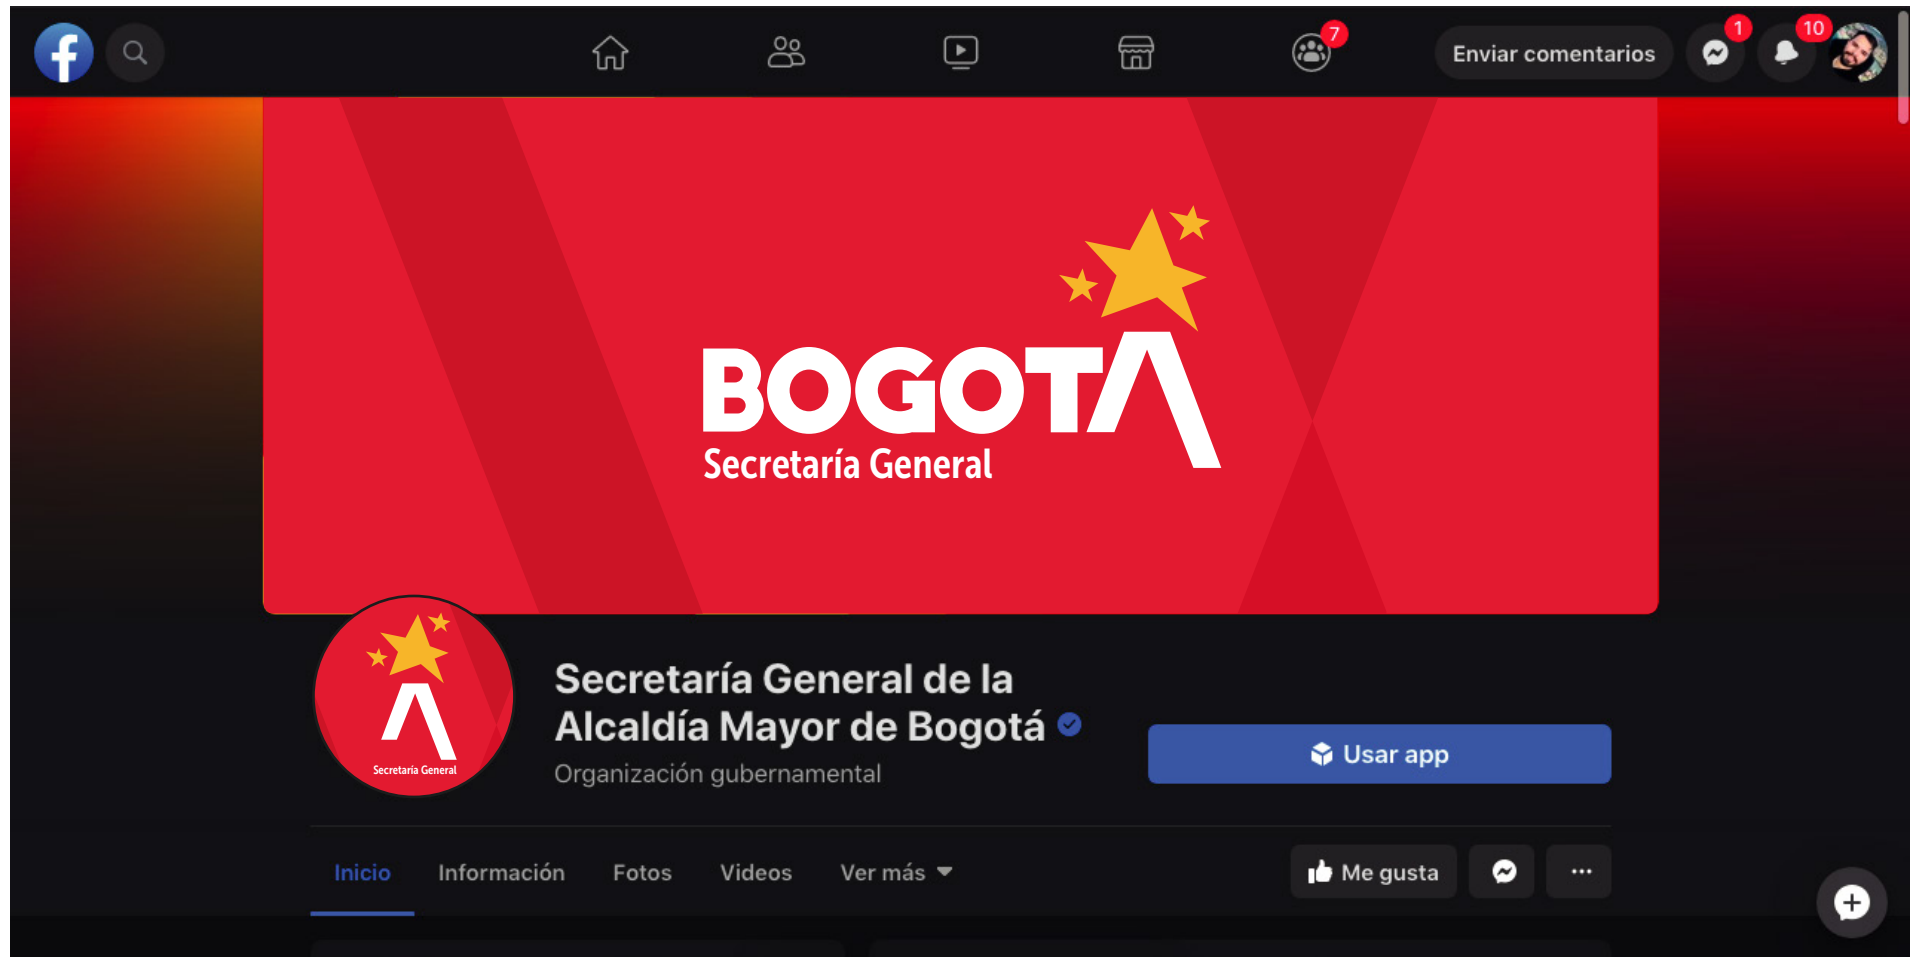 7
Enviar comentarios
1
10
BOGOTÁ
Secretaría General
Secretaría General
Secretaría General de la
Alcaldía Mayor de Bogotá
Organización gubernamental
Usar app
Inicio
Información
Fotos
Videos
Ver más
Me gusta